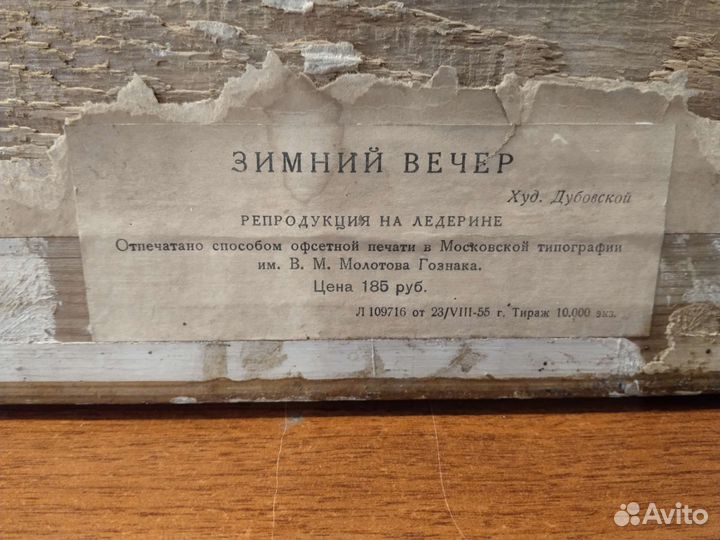 ЗИМНИЙ ВЕЧЕР
Худ. Дубовской
РЕПРОДУКЦИЯ НА ЛЕДЕРИНЕ
Отпечатано способом офсетной печати в Московской типографии
им. В. М. Молотова Гознака.
Цена 185 руб.
Л 109716 от 23/VIII-55 г. Тираж 10.000 экз.
Avito